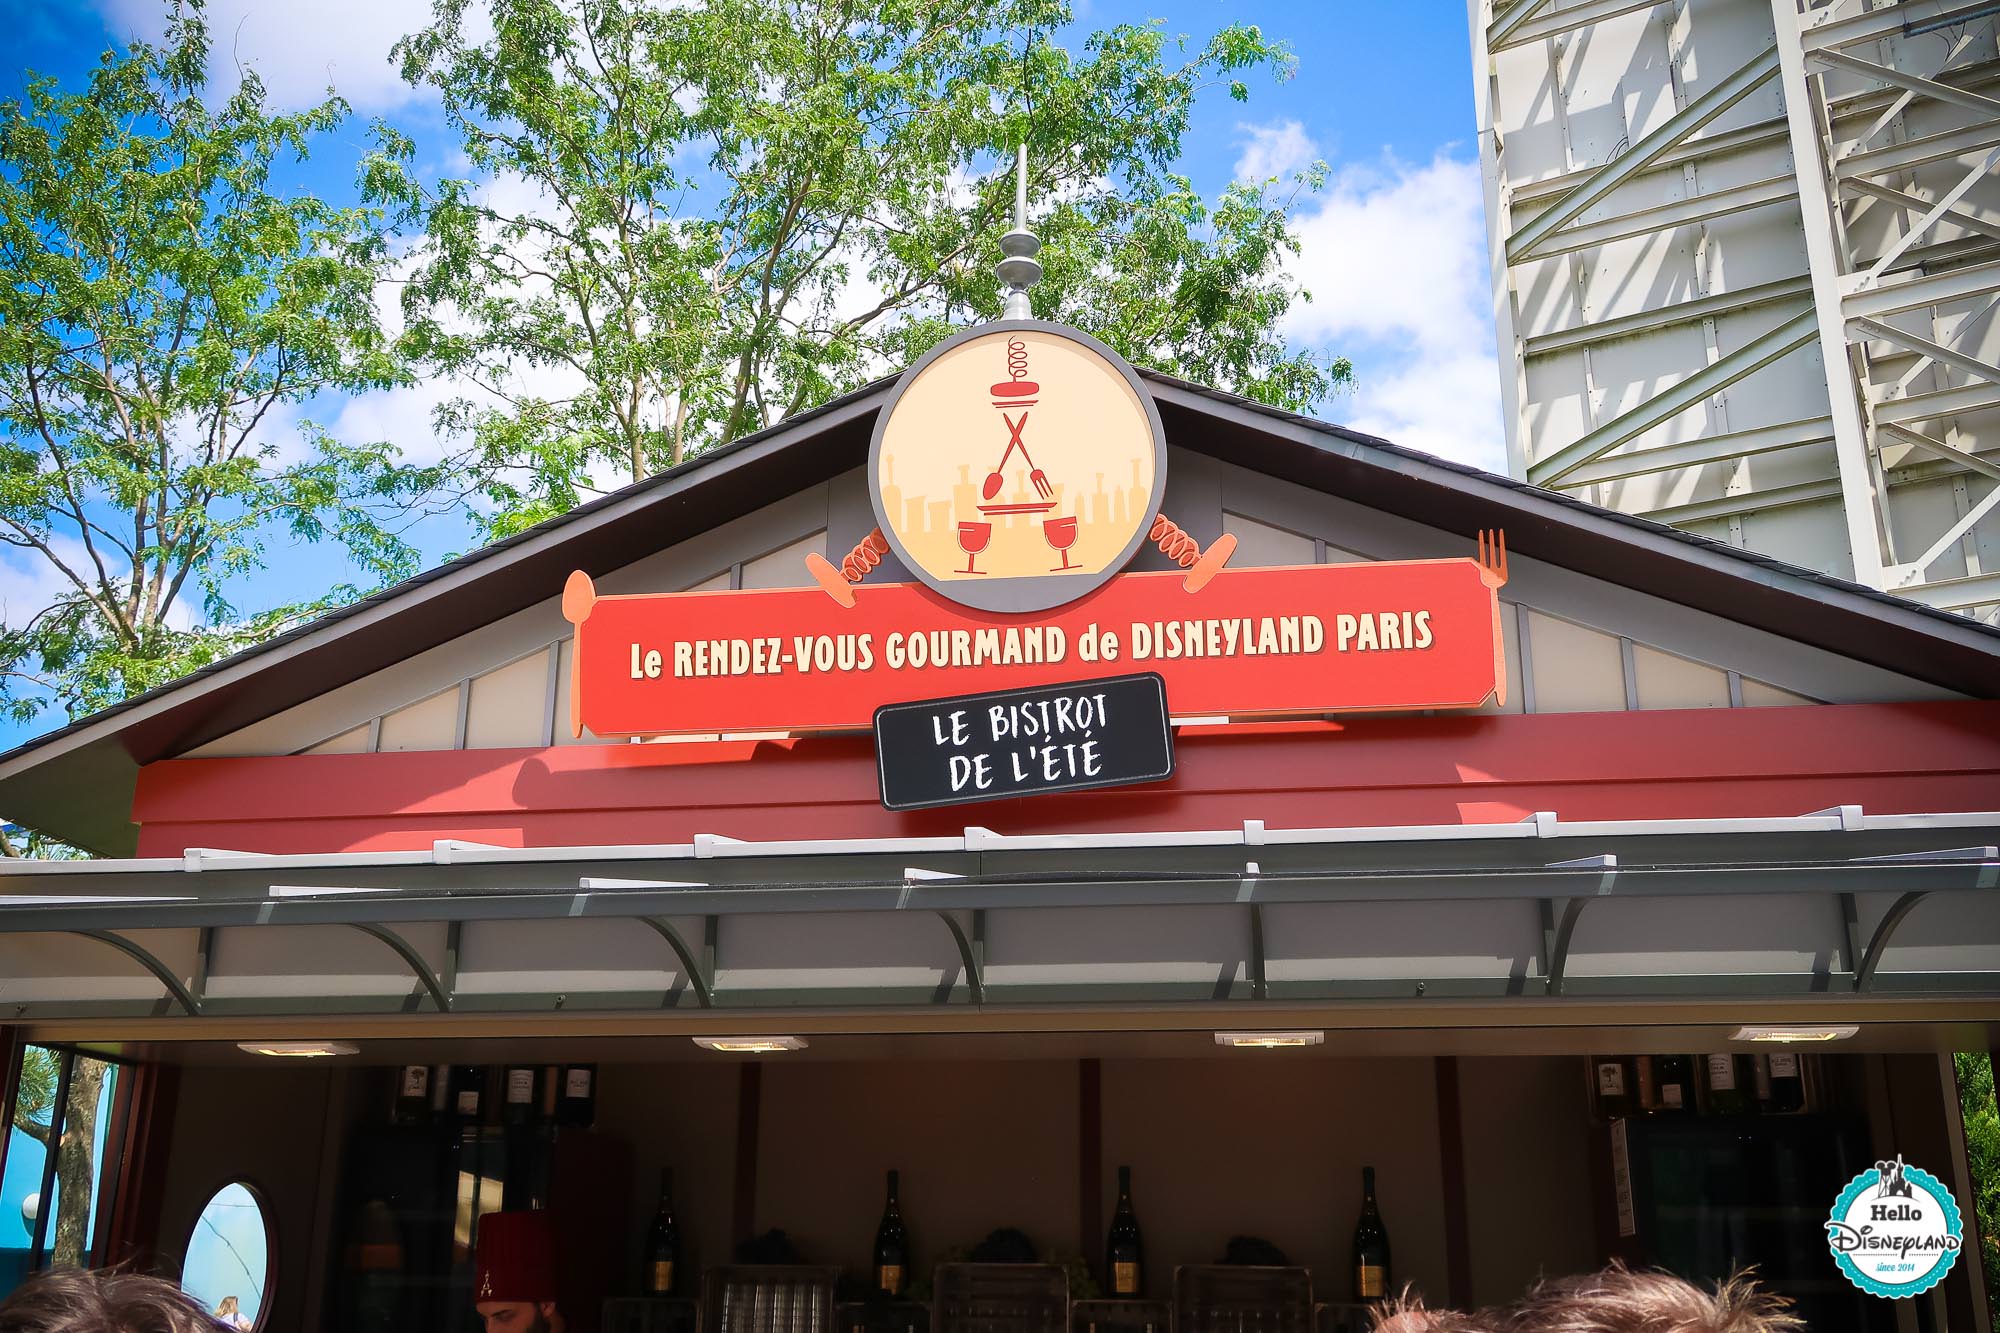 Le RENDEZ-VOUS GOURMAND de DISNEYLAND PARIS
LE BISTROT
DE L'ÉTÉ
Hello
DISNEYLAND
since 2014